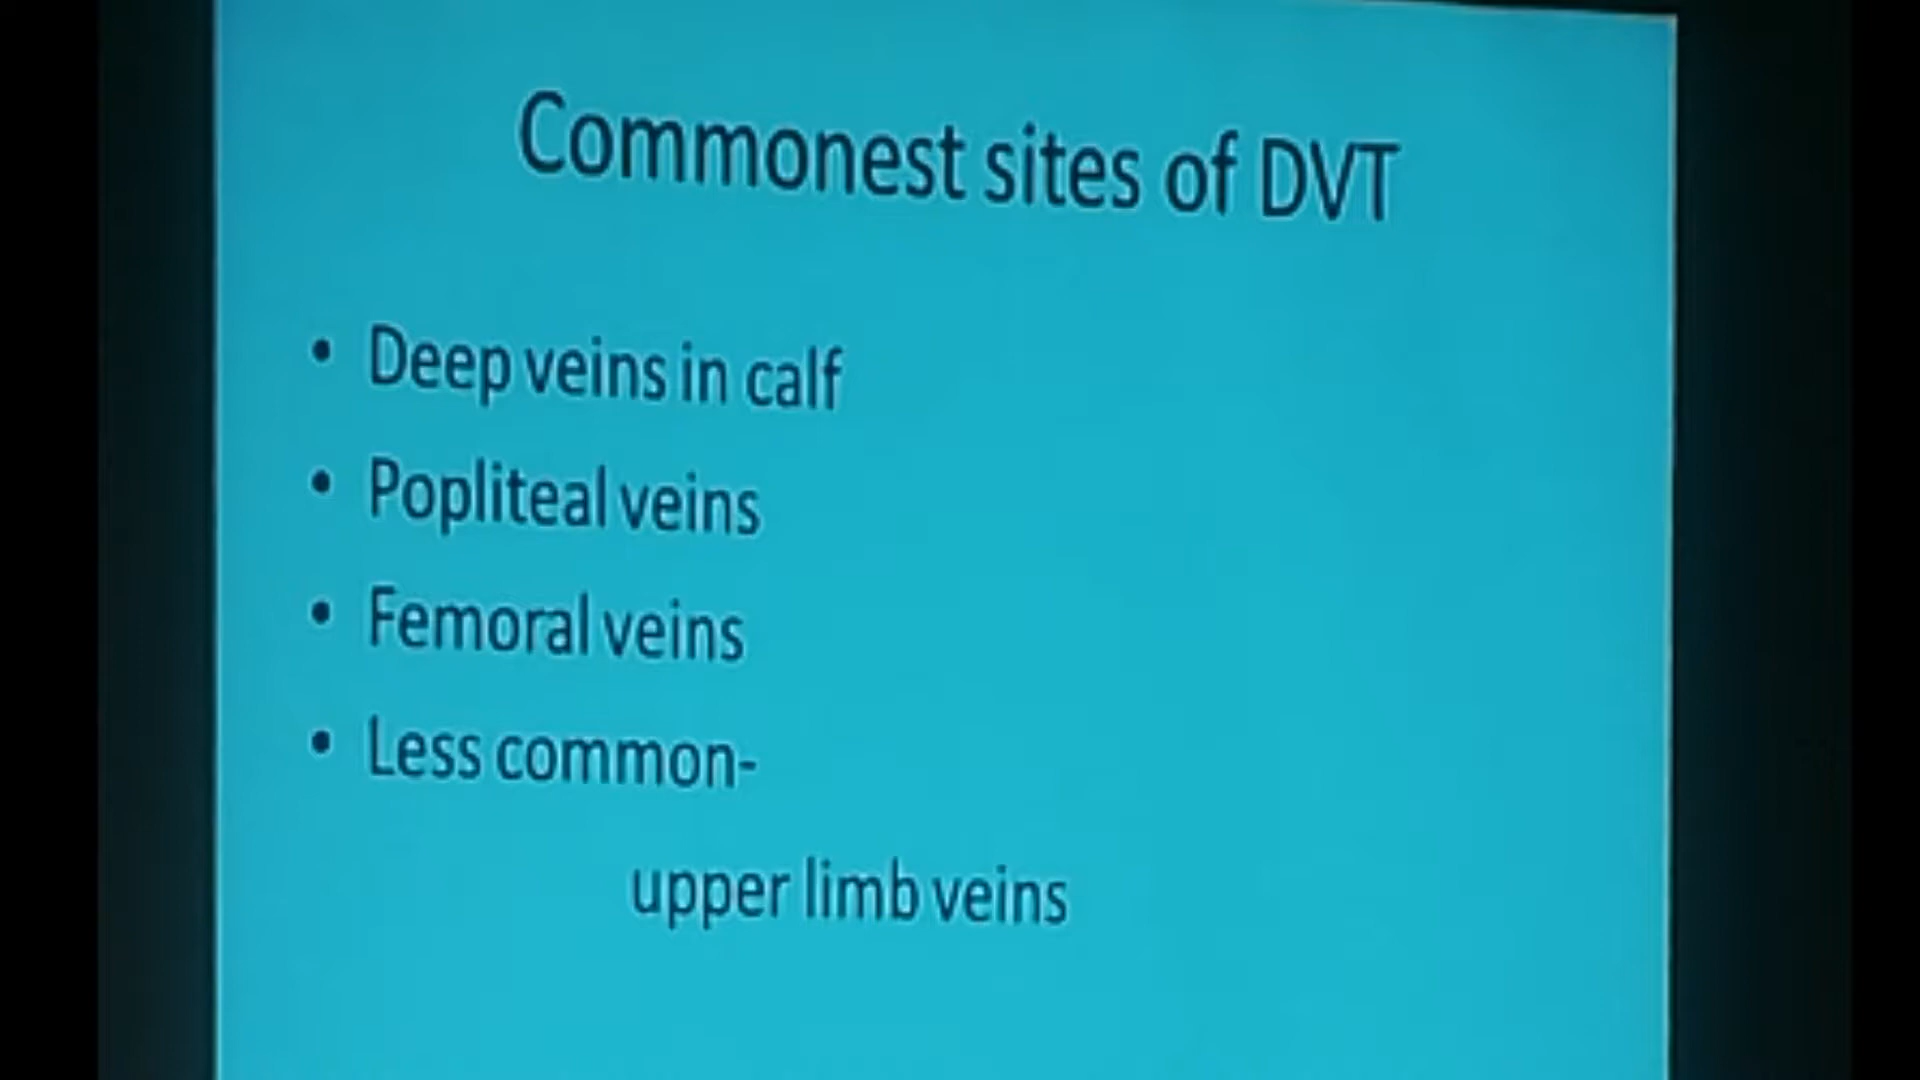 Commonest sites of DVT
• Deep veins in calf
• Popliteal veins
• Femoral veins
• Less common-
upper limb veins